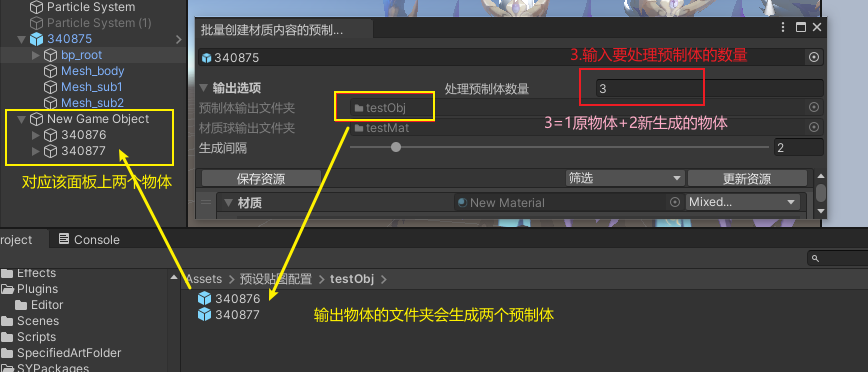 Particle System
Particle System (1)
340875
bp_root
Mesh_body
Mesh_sub1
Mesh_sub2
New Game Object
340876
340877
对应该面板上两个物体
批量创建材质内容的预制...
340875
3.输入要处理预制体的数量
输出选项
处理预制体数量
3
预制体输出文件夹
testObj
3=1原物体+2新生成的物体
材质球输出文件夹
testMat
生成间隔
2
保存资源
筛选
更新资源
材质
New Material
Mixed...
roject
Console
Effects
Plugins
Editor
Scenes
Scripts
SpecifiedArtFolder
SYPackages
Assets > 预设贴图配置 > testObj >
340876
340877
输出物体的文件夹会生成两个预制体